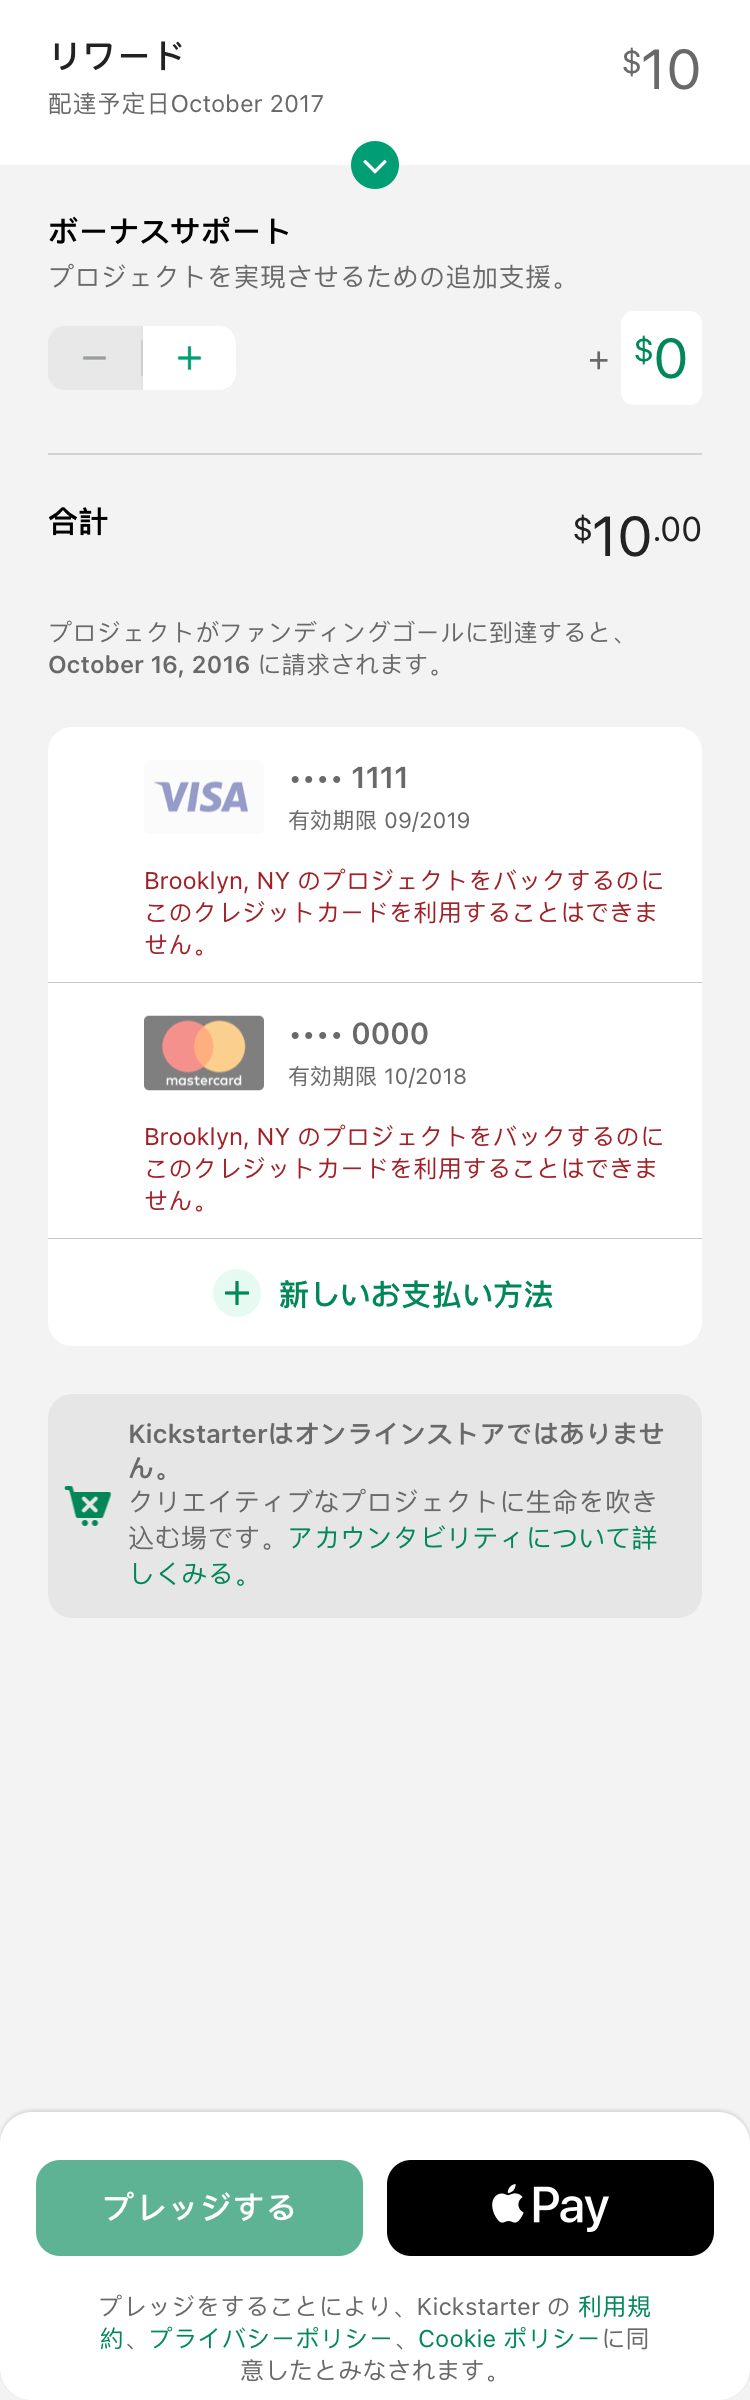 リワード
$10
配達予定日October 2017
ボーナスサポート
プロジェクトを実現させるための追加支援。
+ $0
合計
$10.00
プロジェクトがファンディングゴールに到達すると、
October 16, 2016 に請求されます。
VISA
•••• 1111
有効期限 09/2019
Brooklyn, NY のプロジェクトをバックするのに
このクレジットカードを利用することはできま
せん。
mastercard
•••• 0000
有効期限 10/2018
Brooklyn, NY のプロジェクトをバックするのに
このクレジットカードを利用することはできま
せん。
新しいお支払い方法
Kickstarterはオンラインストアではありませ
ん。
クリエイティブなプロジェクトに生命を吹き
込む場です。アカウンタビリティについて詳
しくみる。
プレッジする
Pay
プレッジをすることにより、Kickstarter の 利用規
約、プライバシーポリシー、Cookie ポリシーに同
意したとみなされます。